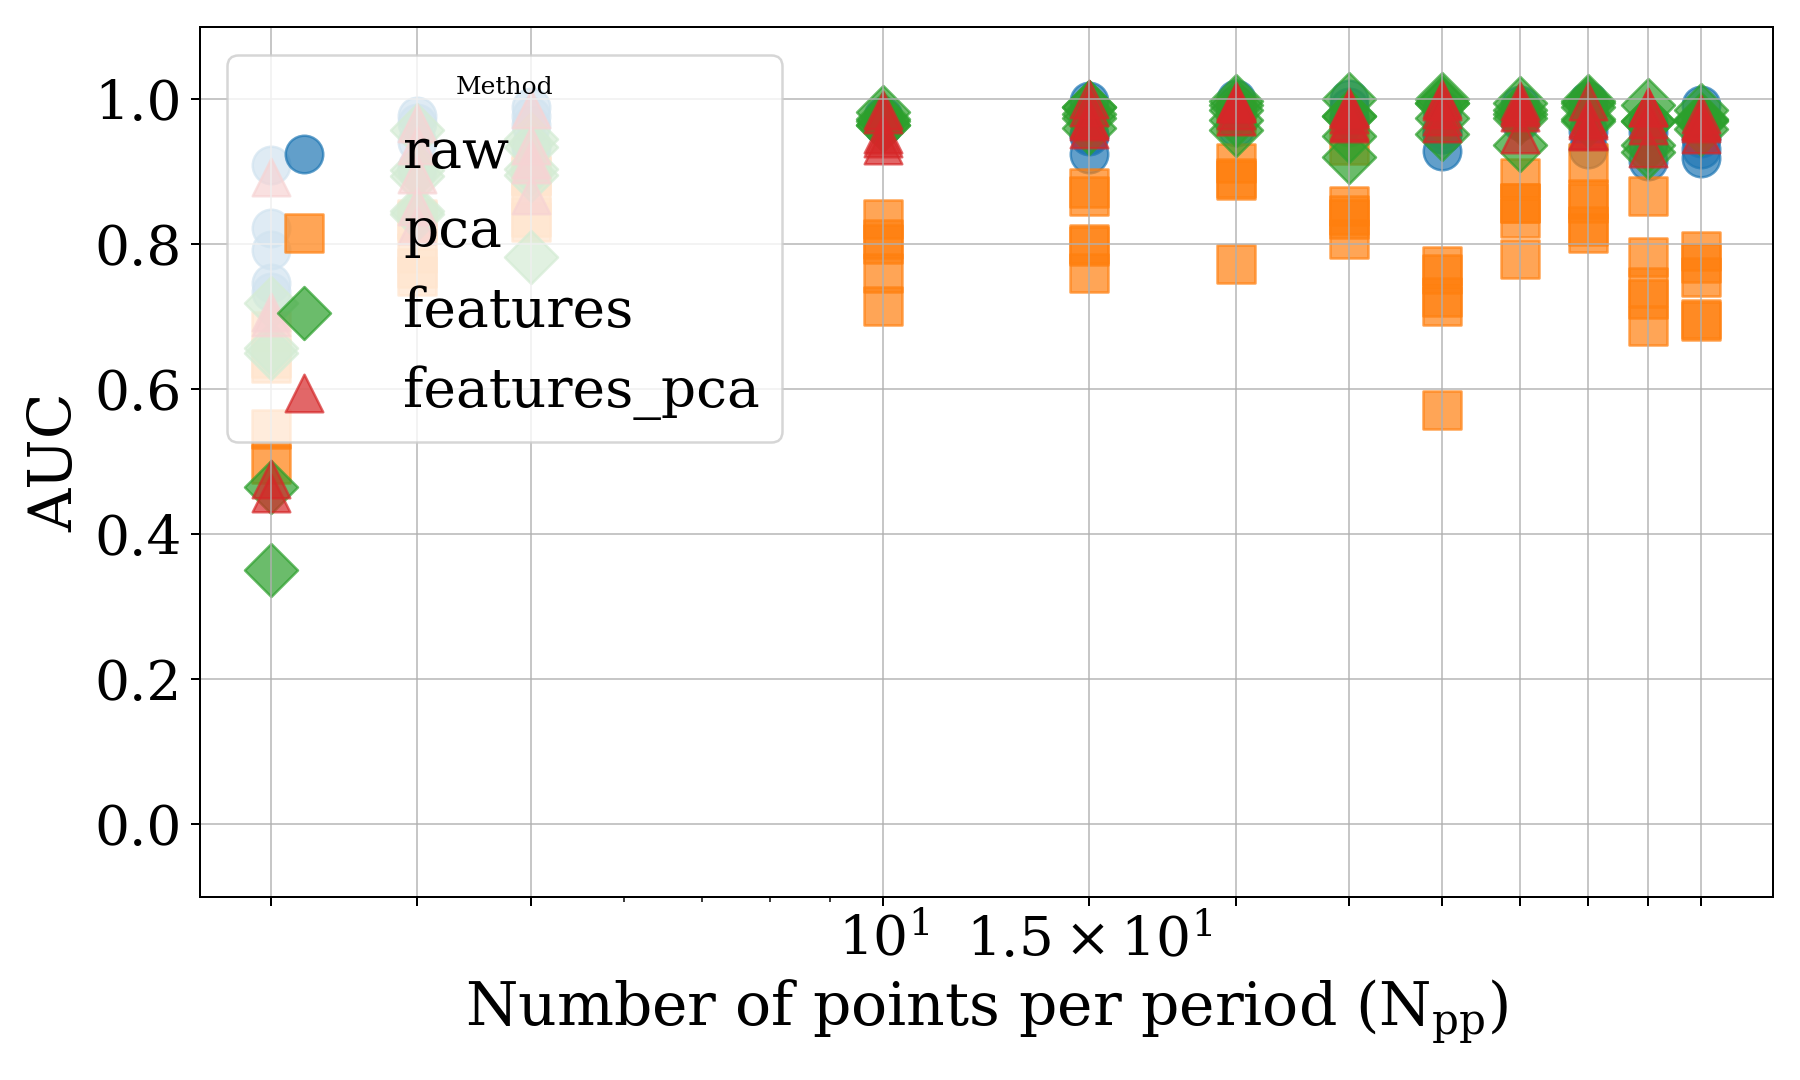 Method
raw
pca
features
features_pca
1.0
0.8
0.6
0.4
0.2
0.0
AUC
10¹ 1.5 × 10¹
Number of points per period (Nₚₚ)